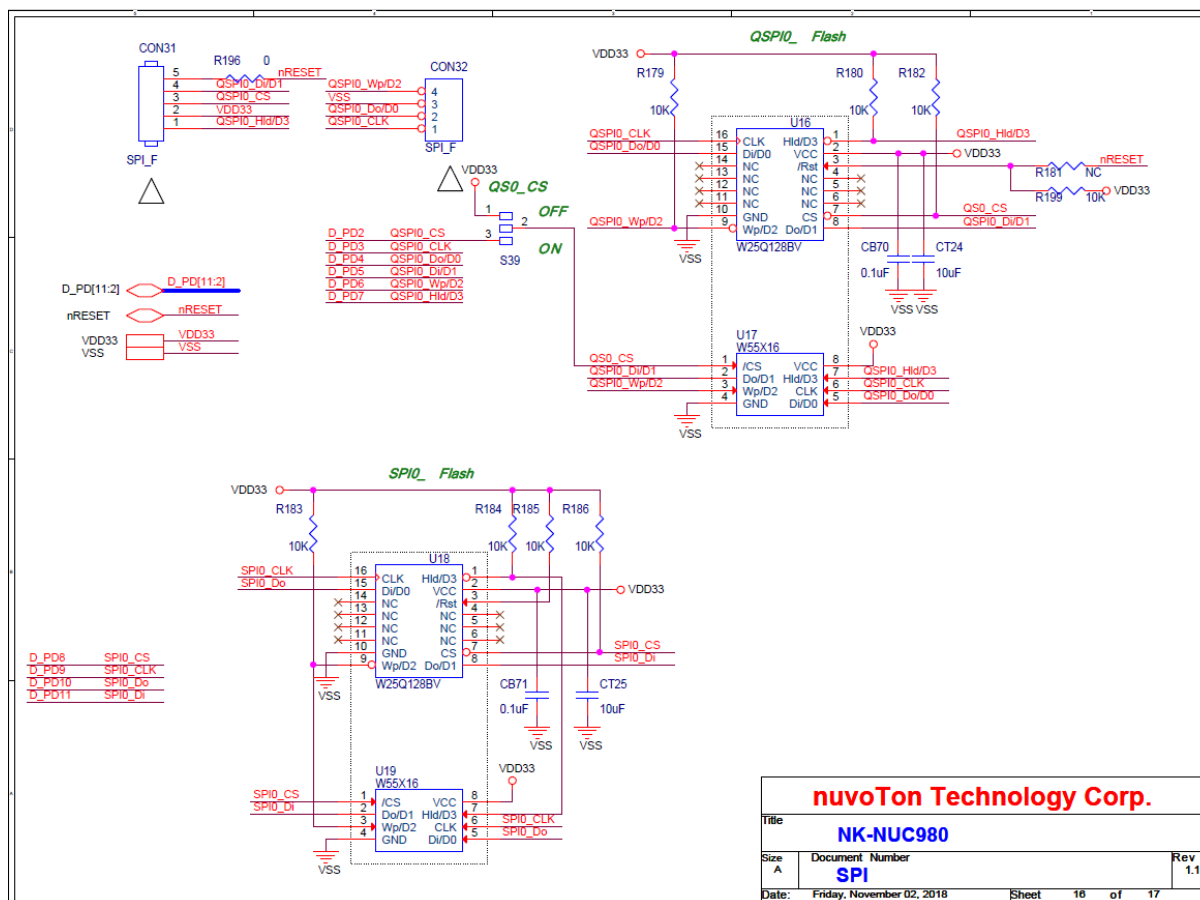 CON31
R196 0
5
4
3
2
1
nRESET
QSPI0_Di/D1
QSPI0_CS
VDD33
QSPI0_Hld/D3
SPI_F
CON32
QSPI0_Wp/D2
VSS
QSPI0_Do/D0
QSPI0_CLK
4
3
2
1
SPI_F
VDD33
QS0_CS
1
OFF
2
3
ON
S39
D_PD2 QSPI0_CS
D_PD3 QSPI0_CLK
D_PD4 QSPI0_Do/D0
D_PD5 QSPI0_Di/D1
D_PD6 QSPI0_Wp/D2
D_PD7 QSPI0_Hld/D3
D_PD[11:2] D_PD[11:2]
nRESET nRESET
VDD33 VDD33
VSS VSS
QSPI0_ Flash
VDD33
R179 R180 R182
10K 10K 10K
U16
QSPI0_CLK 16 CLK Hld/D3 1 QSPI0_Hld/D3
QSPI0_Do/D0 15 Di/D0 VCC 2 VDD33
14 NC /Rst 3 nRESET
13 NC NC 4
12 NC NC 5
11 NC NC 6
10 GND CS 7 QS0_CS
QSPI0_Wp/D2 9 Wp/D2 Do/D1 8 QSPI0_Di/D1
R181 NC
R199 10K VDD33
VSS
W25Q128BV
CB70 CT24
0.1uF 10uF
VSS VSS
U17
W55X16
VDD33
QS0_CS 1 /CS VCC 8
QSPI0_Di/D1 2 Do/D1 Hld/D3 7 QSPI0_Hld/D3
QSPI0_Wp/D2 3 Wp/D2 CLK 6 QSPI0_CLK
4 GND Di/D0 5 QSPI0_Do/D0
VSS
SPI0_ Flash
VDD33
R183 R184 R185 R186
10K 10K 10K 10K
U18
SPI0_CLK 16 CLK Hld/D3 1
SPI0_Do 15 Di/D0 VCC 2 VDD33
14 NC /Rst 3
13 NC NC 4
12 NC NC 5
11 NC NC 6
10 GND CS 7 SPI0_CS
9 Wp/D2 Do/D1 8 SPI0_Di
VSS
W25Q128BV
CB71 CT25
0.1uF 10uF
VSS VSS
D_PD8 SPI0_CS
D_PD9 SPI0_CLK
D_PD10 SPI0_Do
D_PD11 SPI0_Di
U19
W55X16
VDD33
SPI0_CS 1 /CS VCC 8
SPI0_Di 2 Do/D1 Hld/D3 7
3 Wp/D2 CLK 6 SPI0_CLK
4 GND Di/D0 5 SPI0_Do
VSS
nuvoTon Technology Corp.
Title
NK-NUC980
Size Document Number Rev
A SPI 1.1
Date: Friday, November 02, 2018 Sheet 16 of 17